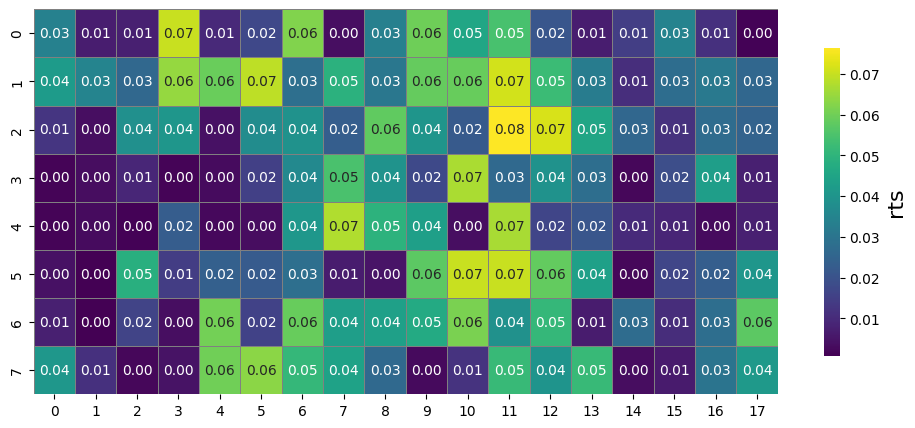 0 0.03 0.01 0.01 0.07 0.01 0.02 0.06 0.00 0.03 0.06 0.05 0.05 0.02 0.01 0.01 0.03 0.01 0.00
1 0.04 0.03 0.03 0.06 0.06 0.07 0.03 0.05 0.03 0.06 0.06 0.07 0.05 0.03 0.01 0.03 0.03 0.03
2 0.01 0.00 0.04 0.04 0.00 0.04 0.04 0.02 0.06 0.04 0.02 0.08 0.07 0.05 0.03 0.01 0.03 0.02
3 0.00 0.00 0.01 0.00 0.00 0.02 0.04 0.05 0.04 0.02 0.07 0.03 0.04 0.03 0.00 0.02 0.04 0.01
4 0.00 0.00 0.00 0.02 0.00 0.00 0.04 0.07 0.05 0.04 0.00 0.07 0.02 0.02 0.01 0.01 0.00 0.01
5 0.00 0.00 0.05 0.01 0.02 0.02 0.03 0.01 0.00 0.06 0.07 0.07 0.06 0.04 0.00 0.02 0.02 0.04
6 0.01 0.00 0.02 0.00 0.06 0.02 0.06 0.04 0.04 0.05 0.06 0.04 0.05 0.01 0.03 0.01 0.03 0.06
7 0.04 0.01 0.00 0.00 0.06 0.06 0.05 0.04 0.03 0.00 0.01 0.05 0.04 0.05 0.00 0.01 0.03 0.04
0 1 2 3 4 5 6 7 8 9 10 11 12 13 14 15 16 17
0.07
0.06
0.05
0.04
0.03
0.02
0.01
rts